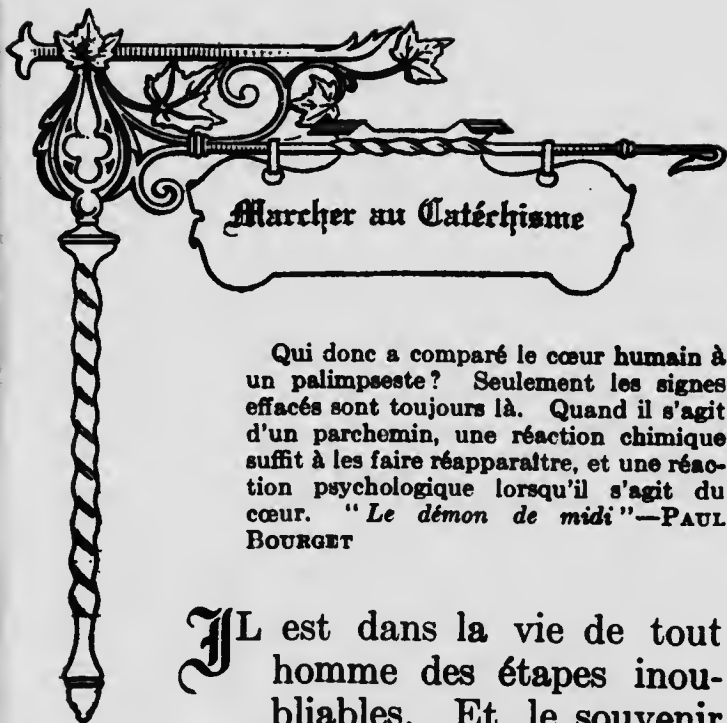 Marcher au Catéchisme
Qui donc a comparé le cœur humain à
un palimpseste? Seulement les signes
effacés sont toujours là. Quand il s'agit
d'un parchemin, une réaction chimique
suffit à les faire réapparaître, et une réac-
tion psychologique lorsqu'il s'agit du
cœur. "Le démon de midi"—PAUL
BOURGET
IL est dans la vie de tout
homme des étapes inou-
bliables. Et le souvenir